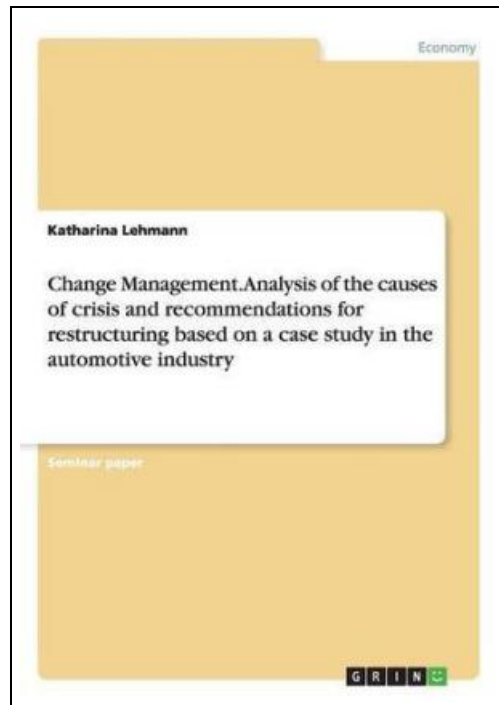 Economy
Katharina Lehmann
Change Management.Analysis of the causes
of crisis and recommendations for
restructuring based on a case study in the
automotive industry
Seminar paper
GRIN